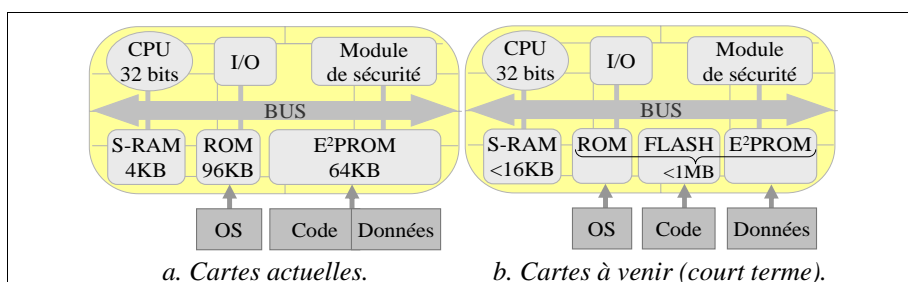 CPU
32 bits
I/O
Module
de sécurité
BUS
S-RAM
4KB
ROM
96KB
E²PROM
64KB
OS
Code
Données
a. Cartes actuelles.
CPU
32 bits
I/O
Module
de sécurité
BUS
S-RAM
<16KB
ROM
FLASH
E²PROM
<1MB
OS
Code
Données
b. Cartes à venir (court terme).